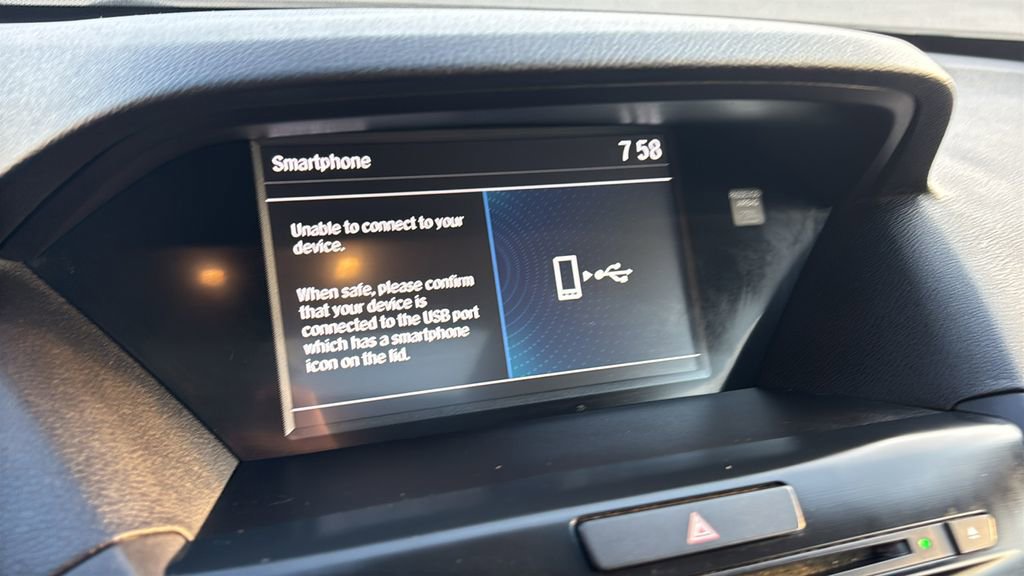 Smartphone
7 58
Unable to connect to your
device.
When safe, please confirm
that your device is
connected to the USB port
which has a smartphone
icon on the lid.